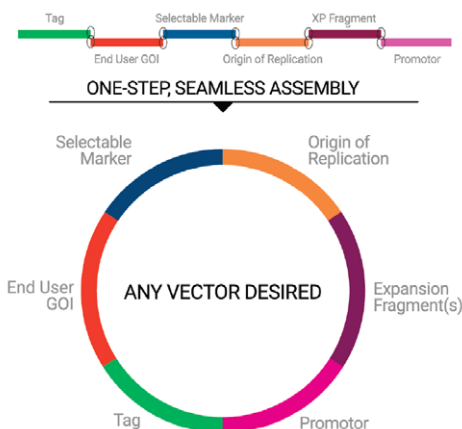 Tag
Selectable Marker
XP Fragment
End User GOI
Origin of Replication
Promotor
ONE-STEP, SEAMLESS ASSEMBLY
Selectable
Marker
Origin of
Replication
End User
GOI
ANY VECTOR DESIRED
Expansion
Fragment(s)
Tag
Promotor